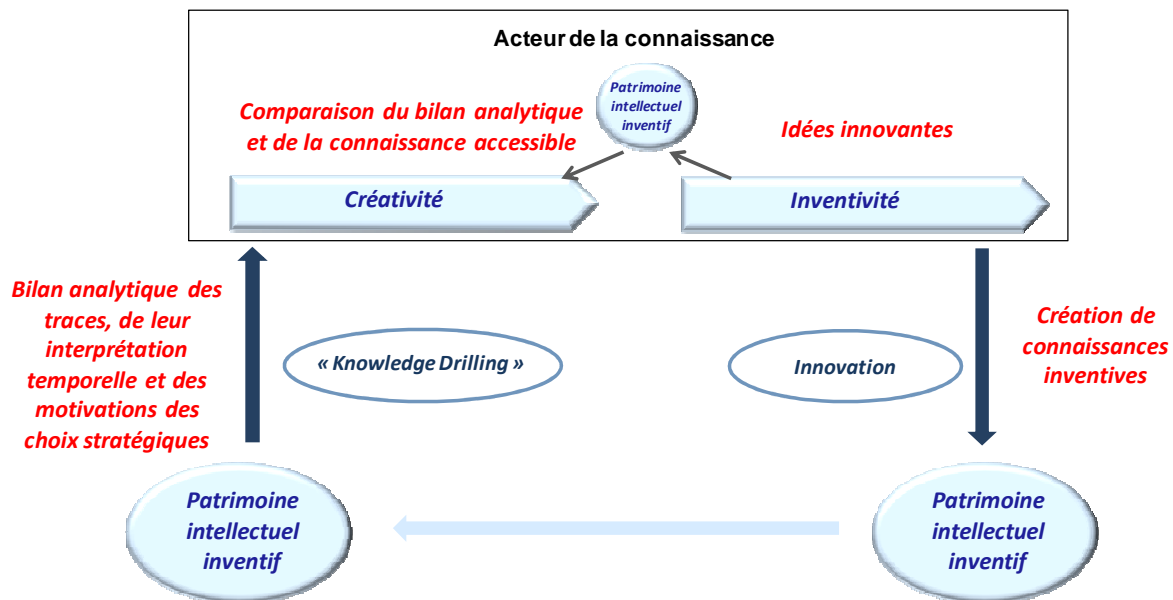 Acteur de la connaissance
Patrimoine
intellectuel
inventif
Comparaison du bilan analytique
et de la connaissance accessible
Idées innovantes
Créativité
Inventivité
Bilan analytique des
traces, de leur
interprétation
temporelle et des
motivations des
choix stratégiques
« Knowledge Drilling »
Innovation
Création de
connaissances
inventives
Patrimoine
intellectuel
inventif
Patrimoine
intellectuel
inventif